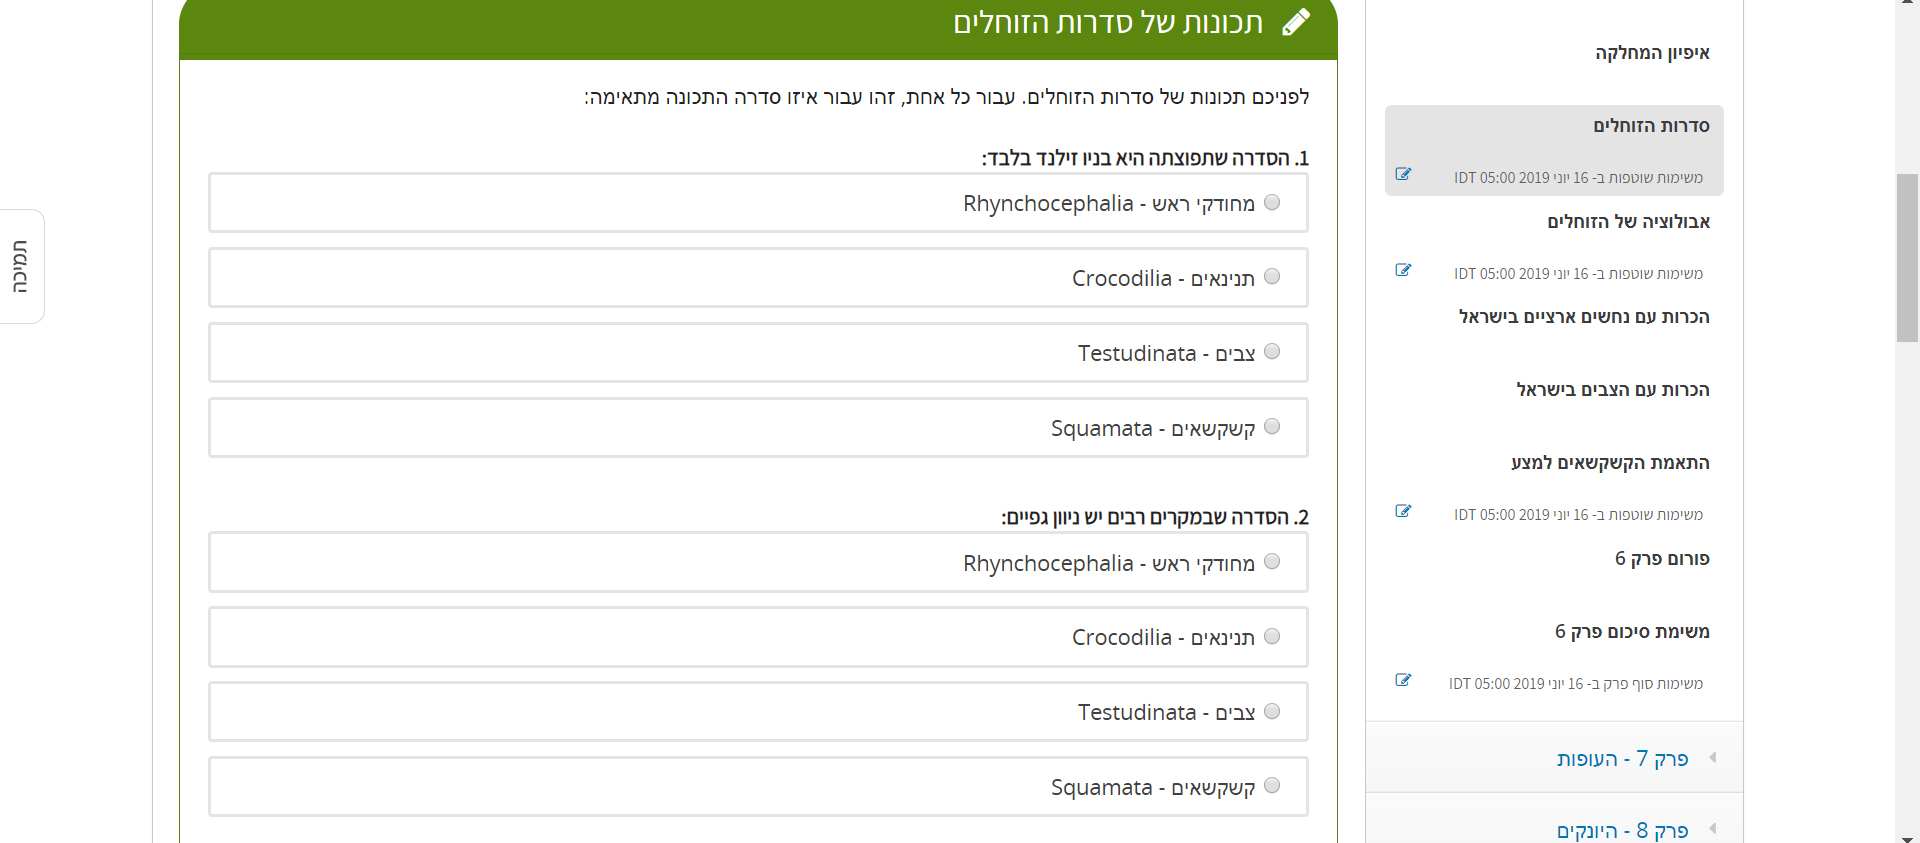 תכונות של סדרות הזוחלים
לפניכם תכונות של סדרות הזוחלים. עבור כל אחת, זהו עבור איזו סדרה התכונה מתאימה:
1. הסדרה שתפוצתה היא בניו זילנד בלבד:
מחודקי ראש - Rhynchocephalia
תנינאים - Crocodilia
צבים - Testudinata
קשקשאים - Squamata
2. הסדרה שבמקרים רבים יש ניוון גפיים:
מחודקי ראש - Rhynchocephalia
תנינאים - Crocodilia
צבים - Testudinata
קשקשאים - Squamata
איפיון המחלקה
סדרות הזוחלים
משימות שוטפות ב- 16 יוני 2019 05:00 IDT
אבולוציה של הזוחלים
משימות שוטפות ב- 16 יוני 2019 05:00 IDT
הכרות עם נחשים ארציים בישראל
הכרות עם הצבים בישראל
התאמת הקשקשאים למצע
משימות שוטפות ב- 16 יוני 2019 05:00 IDT
פורום פרק 6
משימת סיכום פרק 6
משימות סוף פרק ב- 16 יוני 2019 05:00 IDT
פרק 7 - העופות
פרק 8 - היונקים
תמיכה